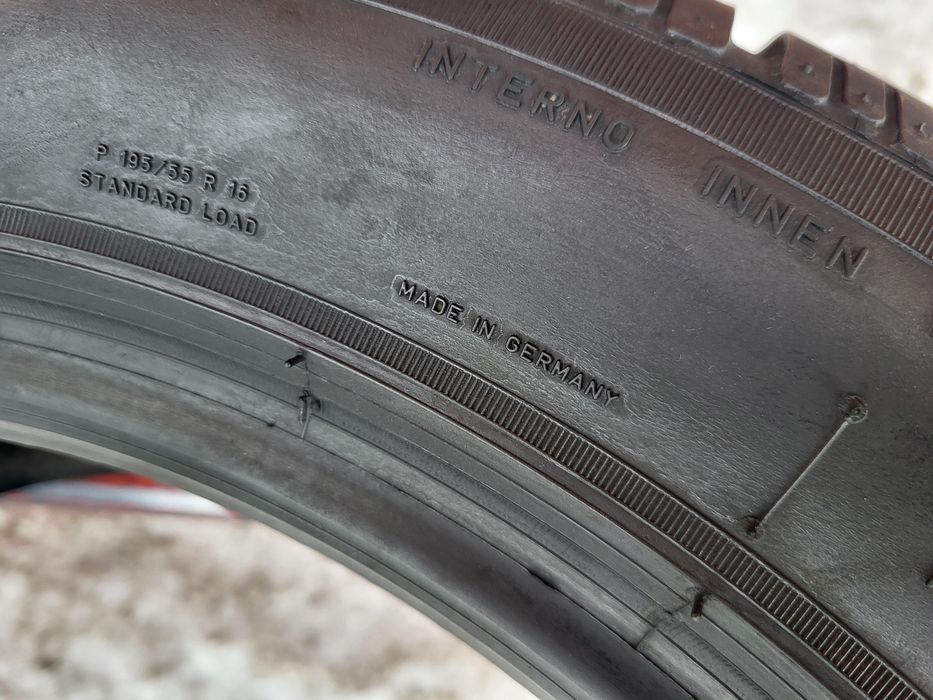 INTERNO INNEN
P 195/55 R 16
STANDARD LOAD
MADE IN GERMANY